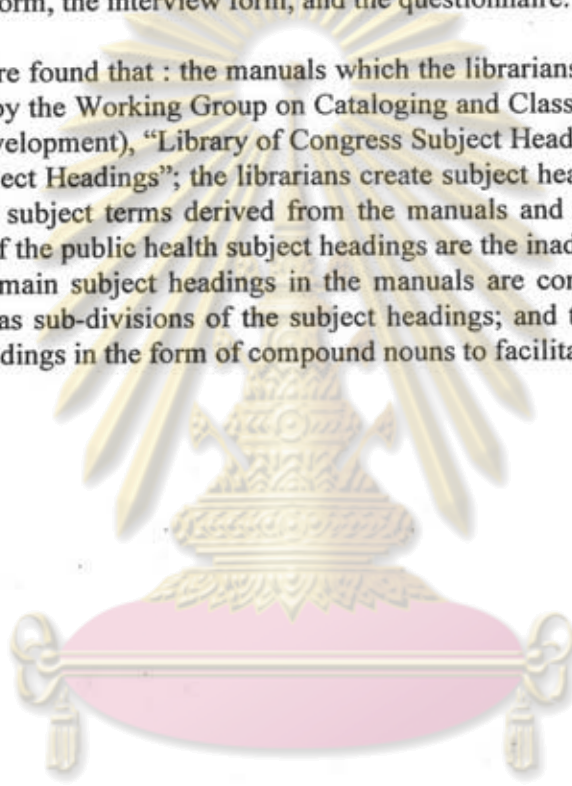 orm, the interview form, and the questionnaire.
re found that : the manuals which the librarians
by the Working Group on Cataloging and Class
velopment), “Library of Congress Subject Head
ject Headings”; the librarians create subject hea
subject terms derived from the manuals and
f the public health subject headings are the inad
main subject headings in the manuals are con
as sub-divisions of the subject headings; and t
dings in the form of compound nouns to facilita